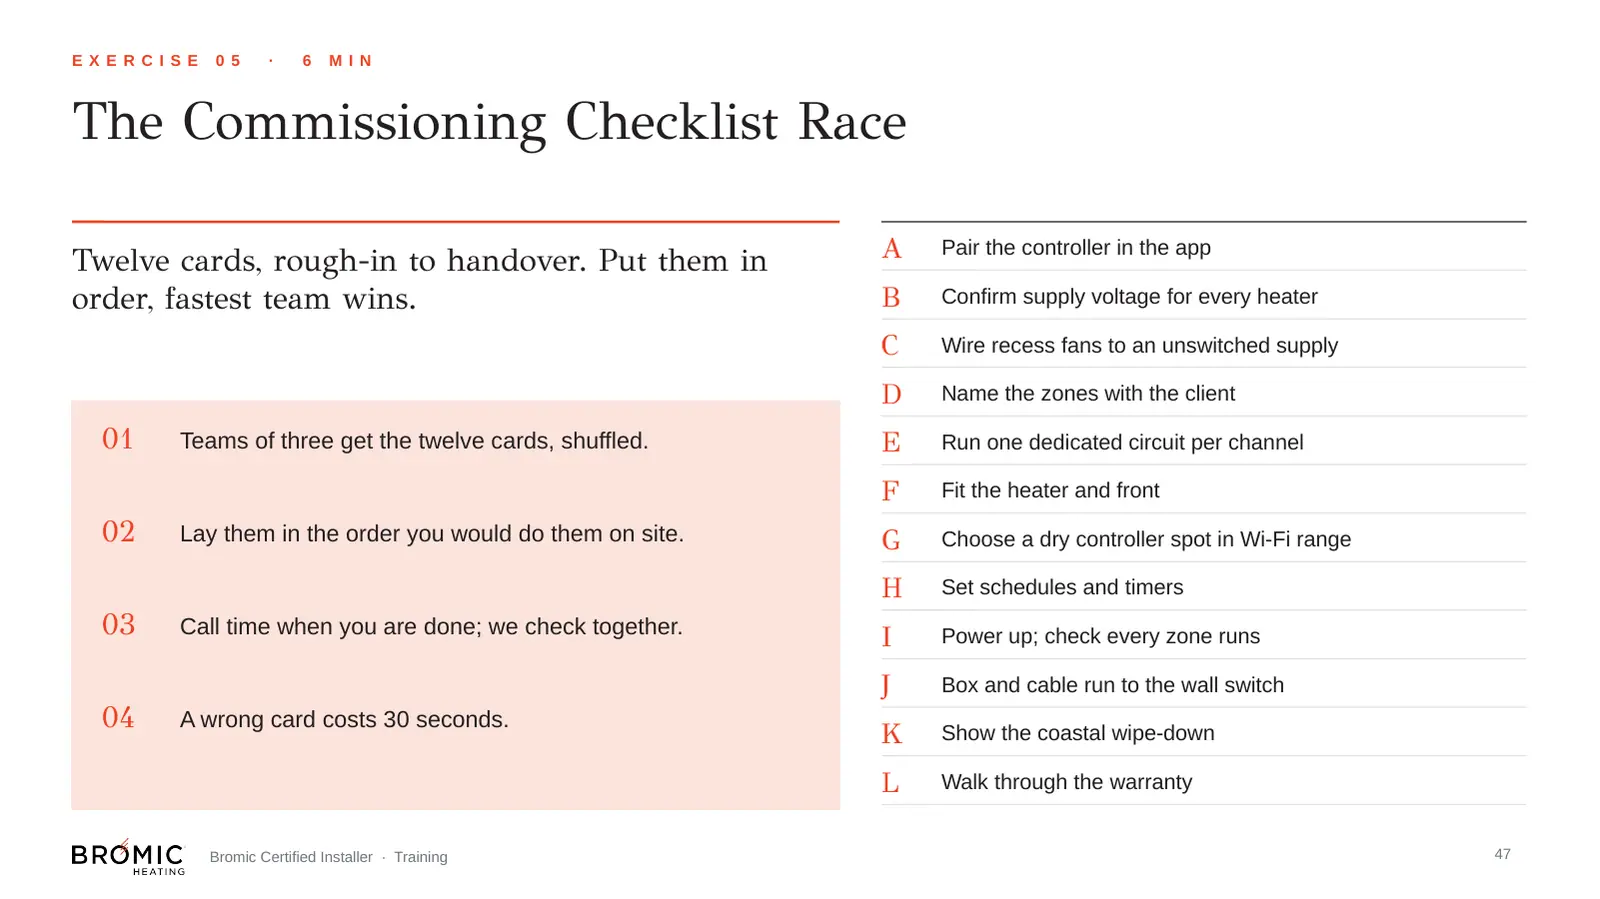 EXERCISE 05 · 6 MIN
The Commissioning Checklist Race
Twelve cards, rough-in to handover. Put them in
order, fastest team wins.
01 Teams of three get the twelve cards, shuffled.
02 Lay them in the order you would do them on site.
03 Call time when you are done; we check together.
04 A wrong card costs 30 seconds.
A Pair the controller in the app
B Confirm supply voltage for every heater
C Wire recess fans to an unswitched supply
D Name the zones with the client
E Run one dedicated circuit per channel
F Fit the heater and front
G Choose a dry controller spot in Wi-Fi range
H Set schedules and timers
I Power up; check every zone runs
J Box and cable run to the wall switch
K Show the coastal wipe-down
L Walk through the warranty
BROMIC
HEATING
Bromic Certified Installer · Training
47